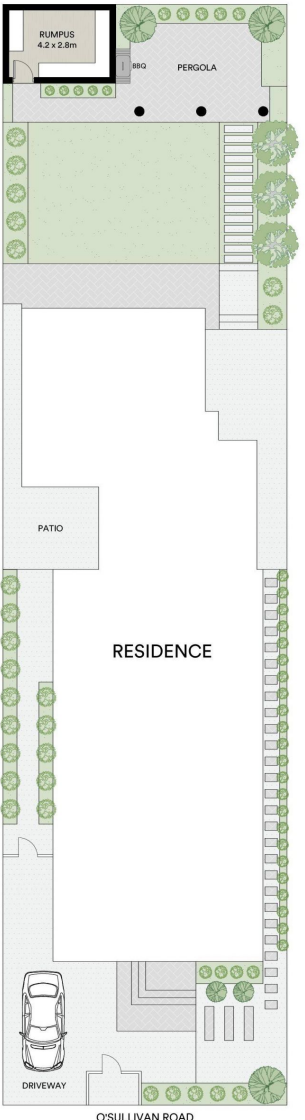 RUMPUS
4.2 x 2.8m
BBQ
PERGOLA
PATIO
RESIDENCE
DRIVEWAY
O'SULLIVAN ROAD